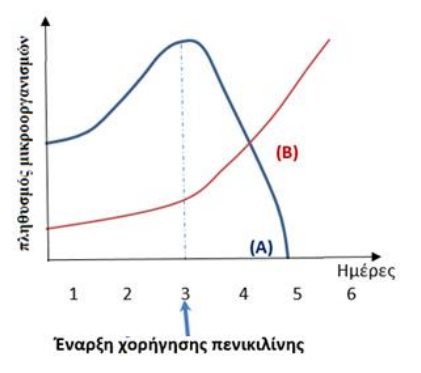 πληθυσμός μικροοργανισμών
(Β)
(Α)
Ημέρες
1 2 3 4 5 6
Έναρξη χορήγησης πενικιλίνης